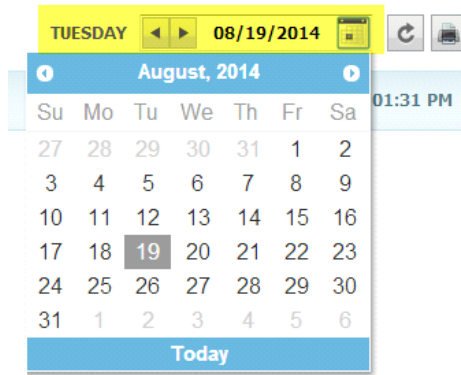 TUESDAY 08/19/2014
August, 2014
01:31 PM
Su Mo Tu We Th Fr Sa
27 28 29 30 31 1 2
3 4 5 6 7 8 9
10 11 12 13 14 15 16
17 18 19 20 21 22 23
24 25 26 27 28 29 30
31 1 2 3 4 5 6
Today